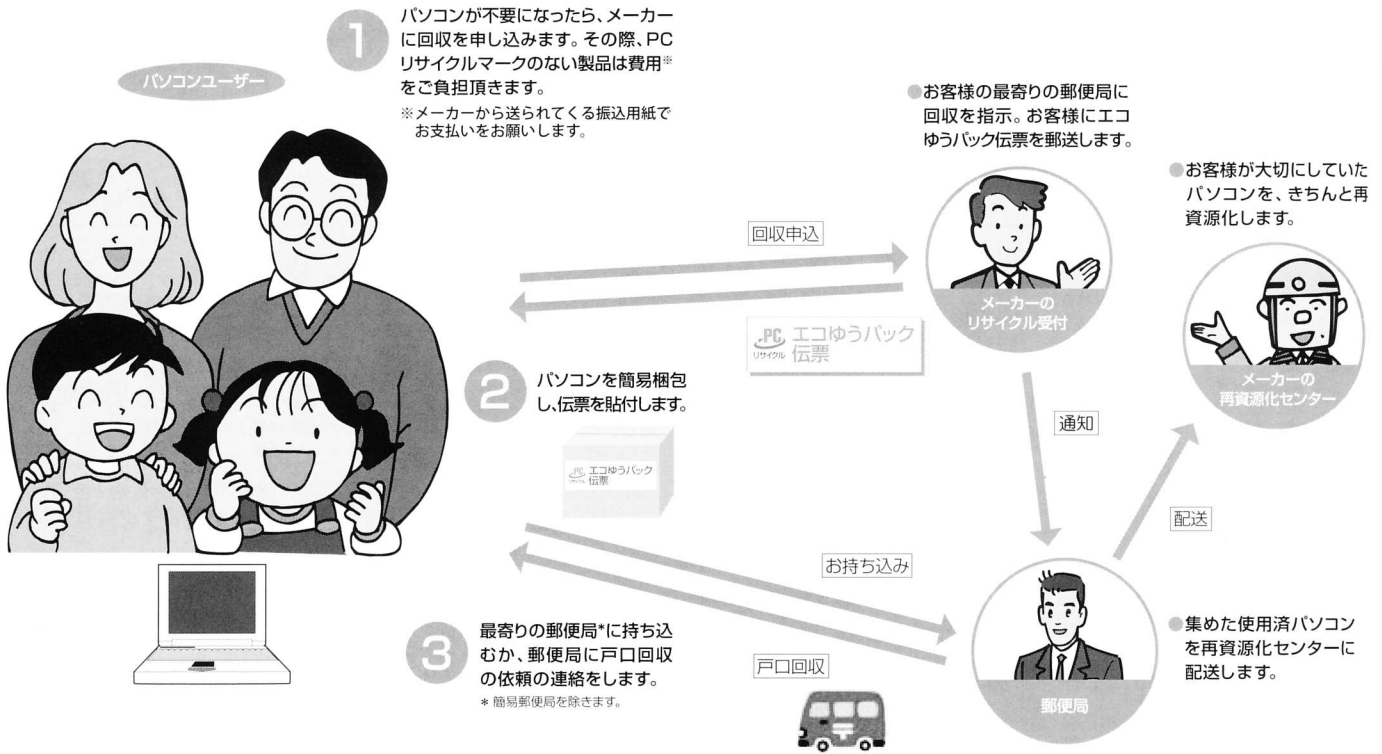 パソコンユーザー
1
パソコンが不要になったら、メーカー
に回収を申し込みます。その際、PC
リサイクルマークのない製品は費用※
をご負担頂きます。
※メーカーから送られてくる振込用紙で
お支払いをお願いします。
●お客様の最寄りの郵便局に
回収を指示。お客様にエコ
ゆうパック伝票を郵送します。
●お客様が大切にしていた
パソコンを、きちんと再
資源化します。
回収申込
メーカーの
リサイクル受付
PC
リサイクル
エコゆうパック
伝票
メーカーの
再資源化センター
2
パソコンを簡易梱包
し、伝票を貼付します。
PC
リサイクル
エコゆうパック
伝票
通知
配送
お持ち込み
3
最寄りの郵便局*に持ち込
むか、郵便局に戸口回収
の依頼の連絡をします。
* 簡易郵便局を除きます。
戸口回収
〒
郵便局
●集めた使用済パソコン
を再資源化センターに
配送します。